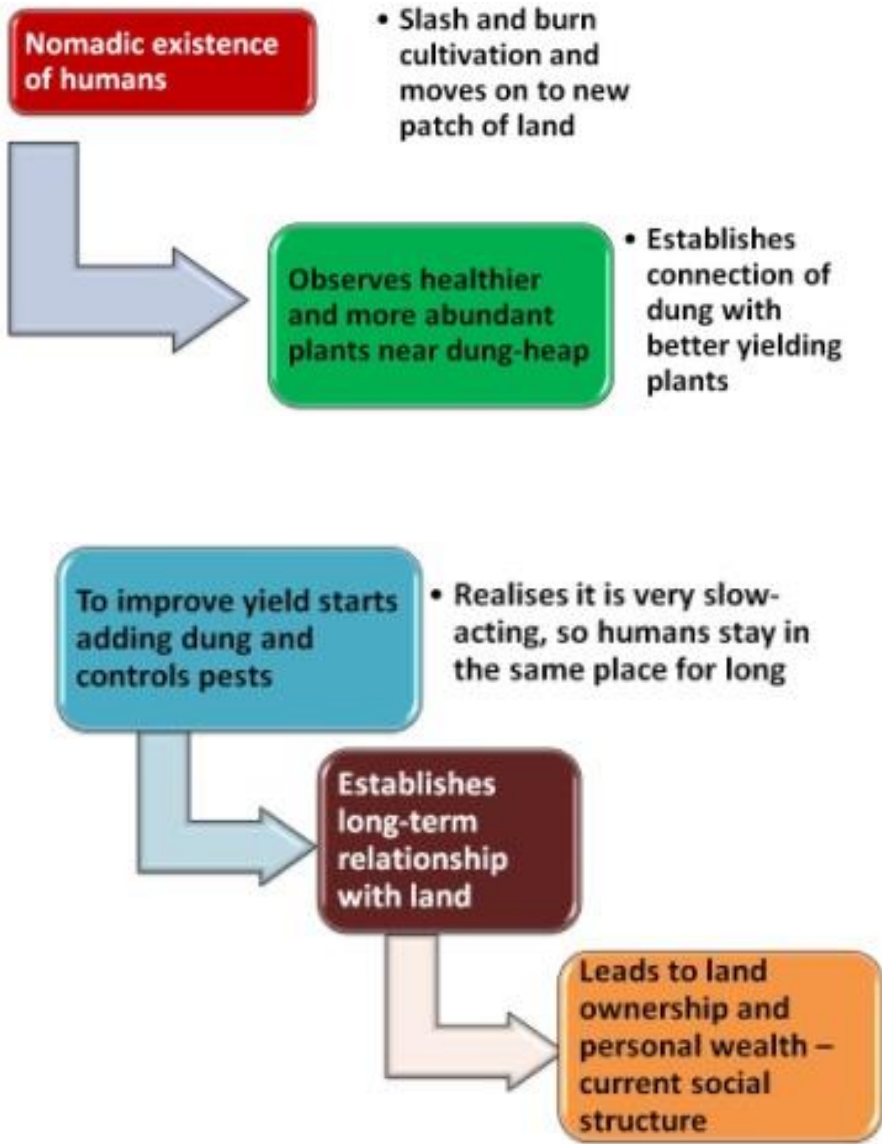 Nomadic existence
of humans
• Slash and burn
cultivation and
moves on to new
patch of land
Observes healthier
and more abundant
plants near dung-heap
• Establishes
connection of
dung with
better yielding
plants
To improve yield starts
adding dung and
controls pests
• Realises it is very slow-
acting, so humans stay in
the same place for long
Establishes
long-term
relationship
with land
Leads to land
ownership and
personal wealth –
current social
structure